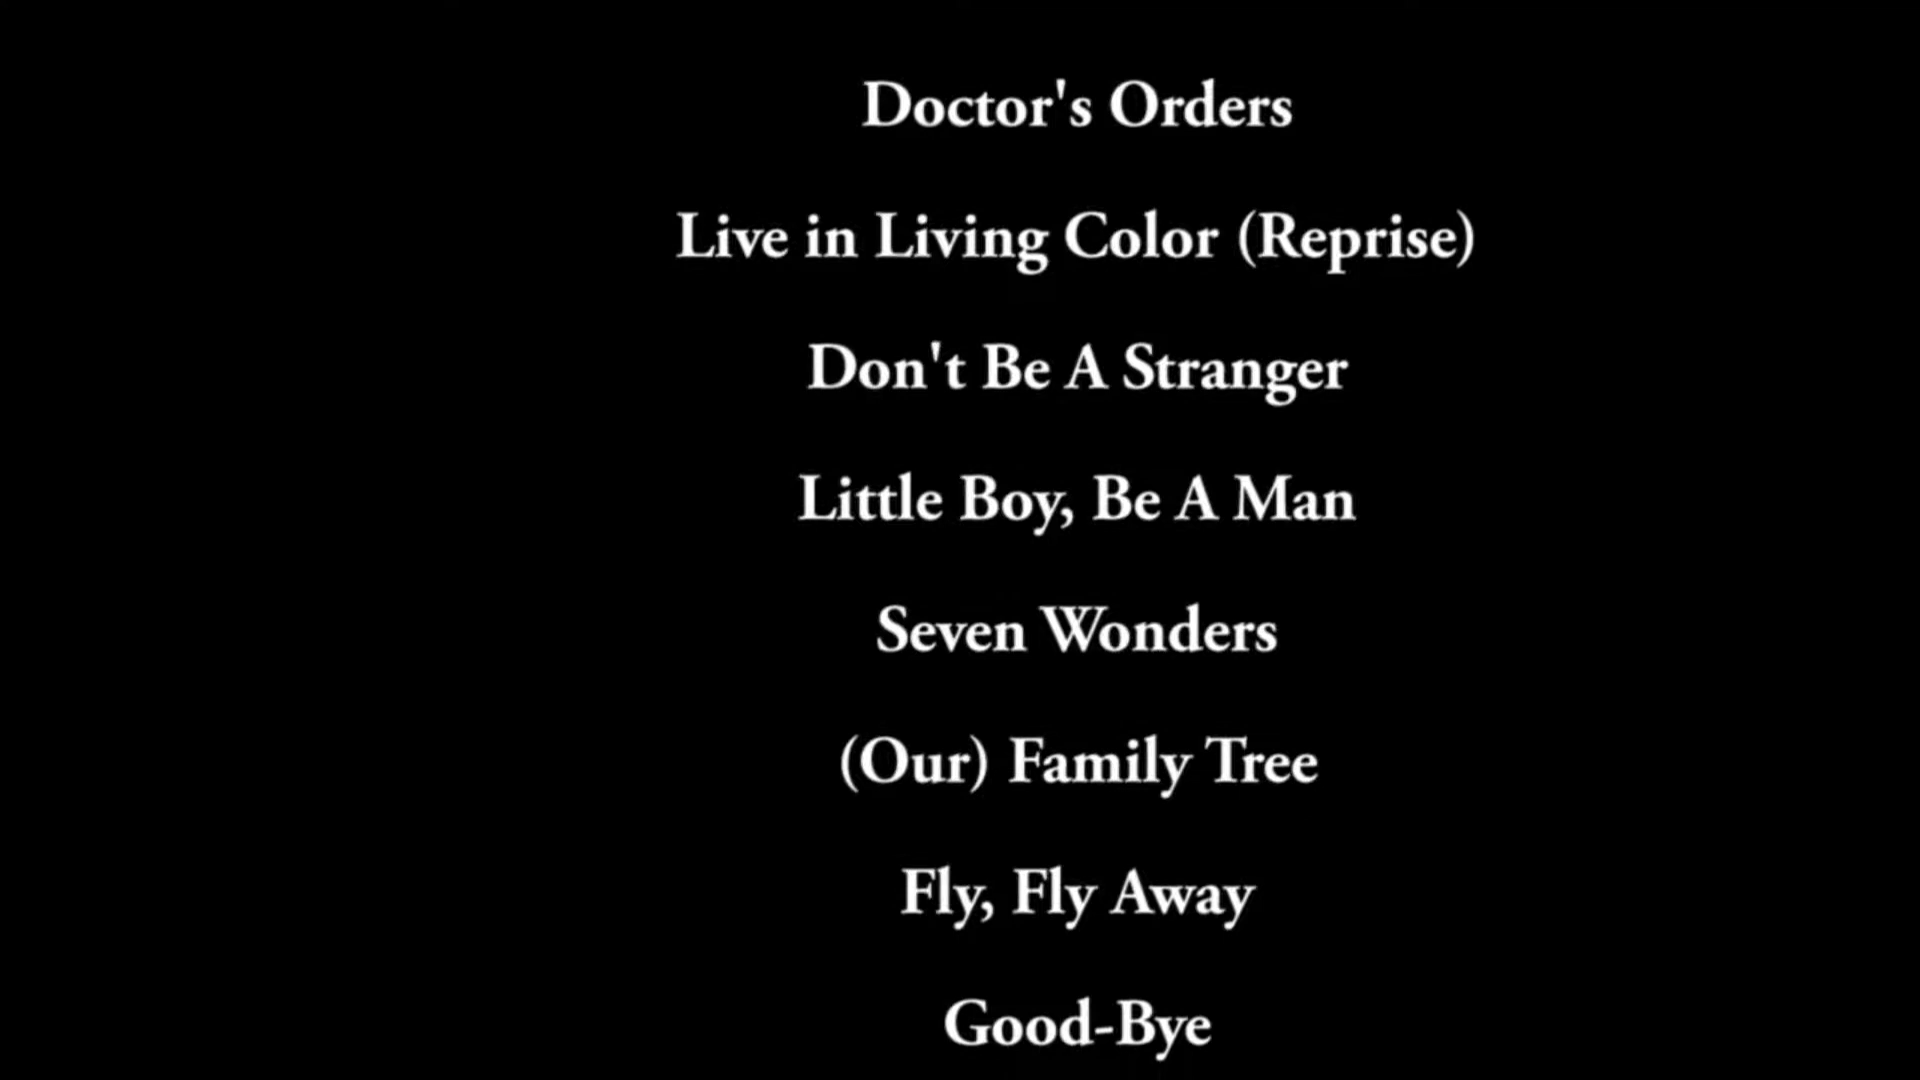 Doctor's Orders
Live in Living Color (Reprise)
Don't Be A Stranger
Little Boy, Be A Man
Seven Wonders
(Our) Family Tree
Fly, Fly Away
Good-Bye